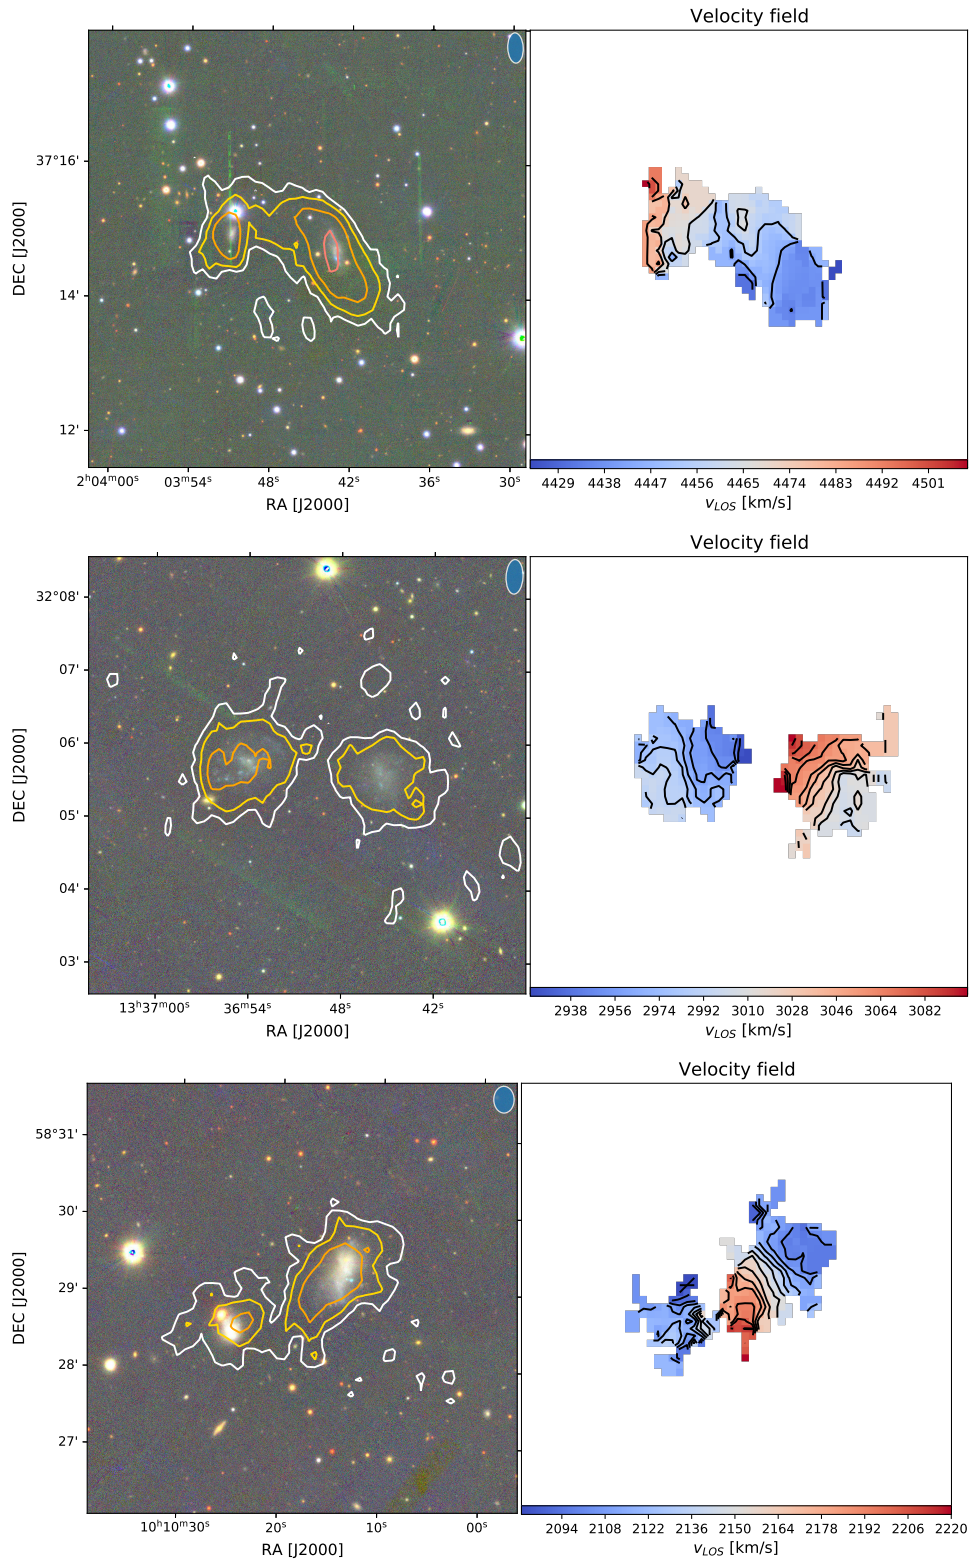 Velocity field
DEC [J2000]
37°16'
14'
12'
2ʰ04ᵐ00ˢ 03ᵐ54ˢ 48ˢ 42ˢ 36ˢ 30ˢ
RA [J2000]
4429 4438 4447 4456 4465 4474 4483 4492 4501
v_LOS [km/s]
Velocity field
DEC [J2000]
32°08'
07'
06'
05'
04'
03'
13ʰ37ᵐ00ˢ 36ᵐ54ˢ 48ˢ 42ˢ
RA [J2000]
2938 2956 2974 2992 3010 3028 3046 3064 3082
v_LOS [km/s]
Velocity field
DEC [J2000]
58°31'
30'
29'
28'
27'
10ʰ10ᵐ30ˢ 20ˢ 10ˢ 00ˢ
RA [J2000]
2094 2108 2122 2136 2150 2164 2178 2192 2206 2220
v_LOS [km/s]